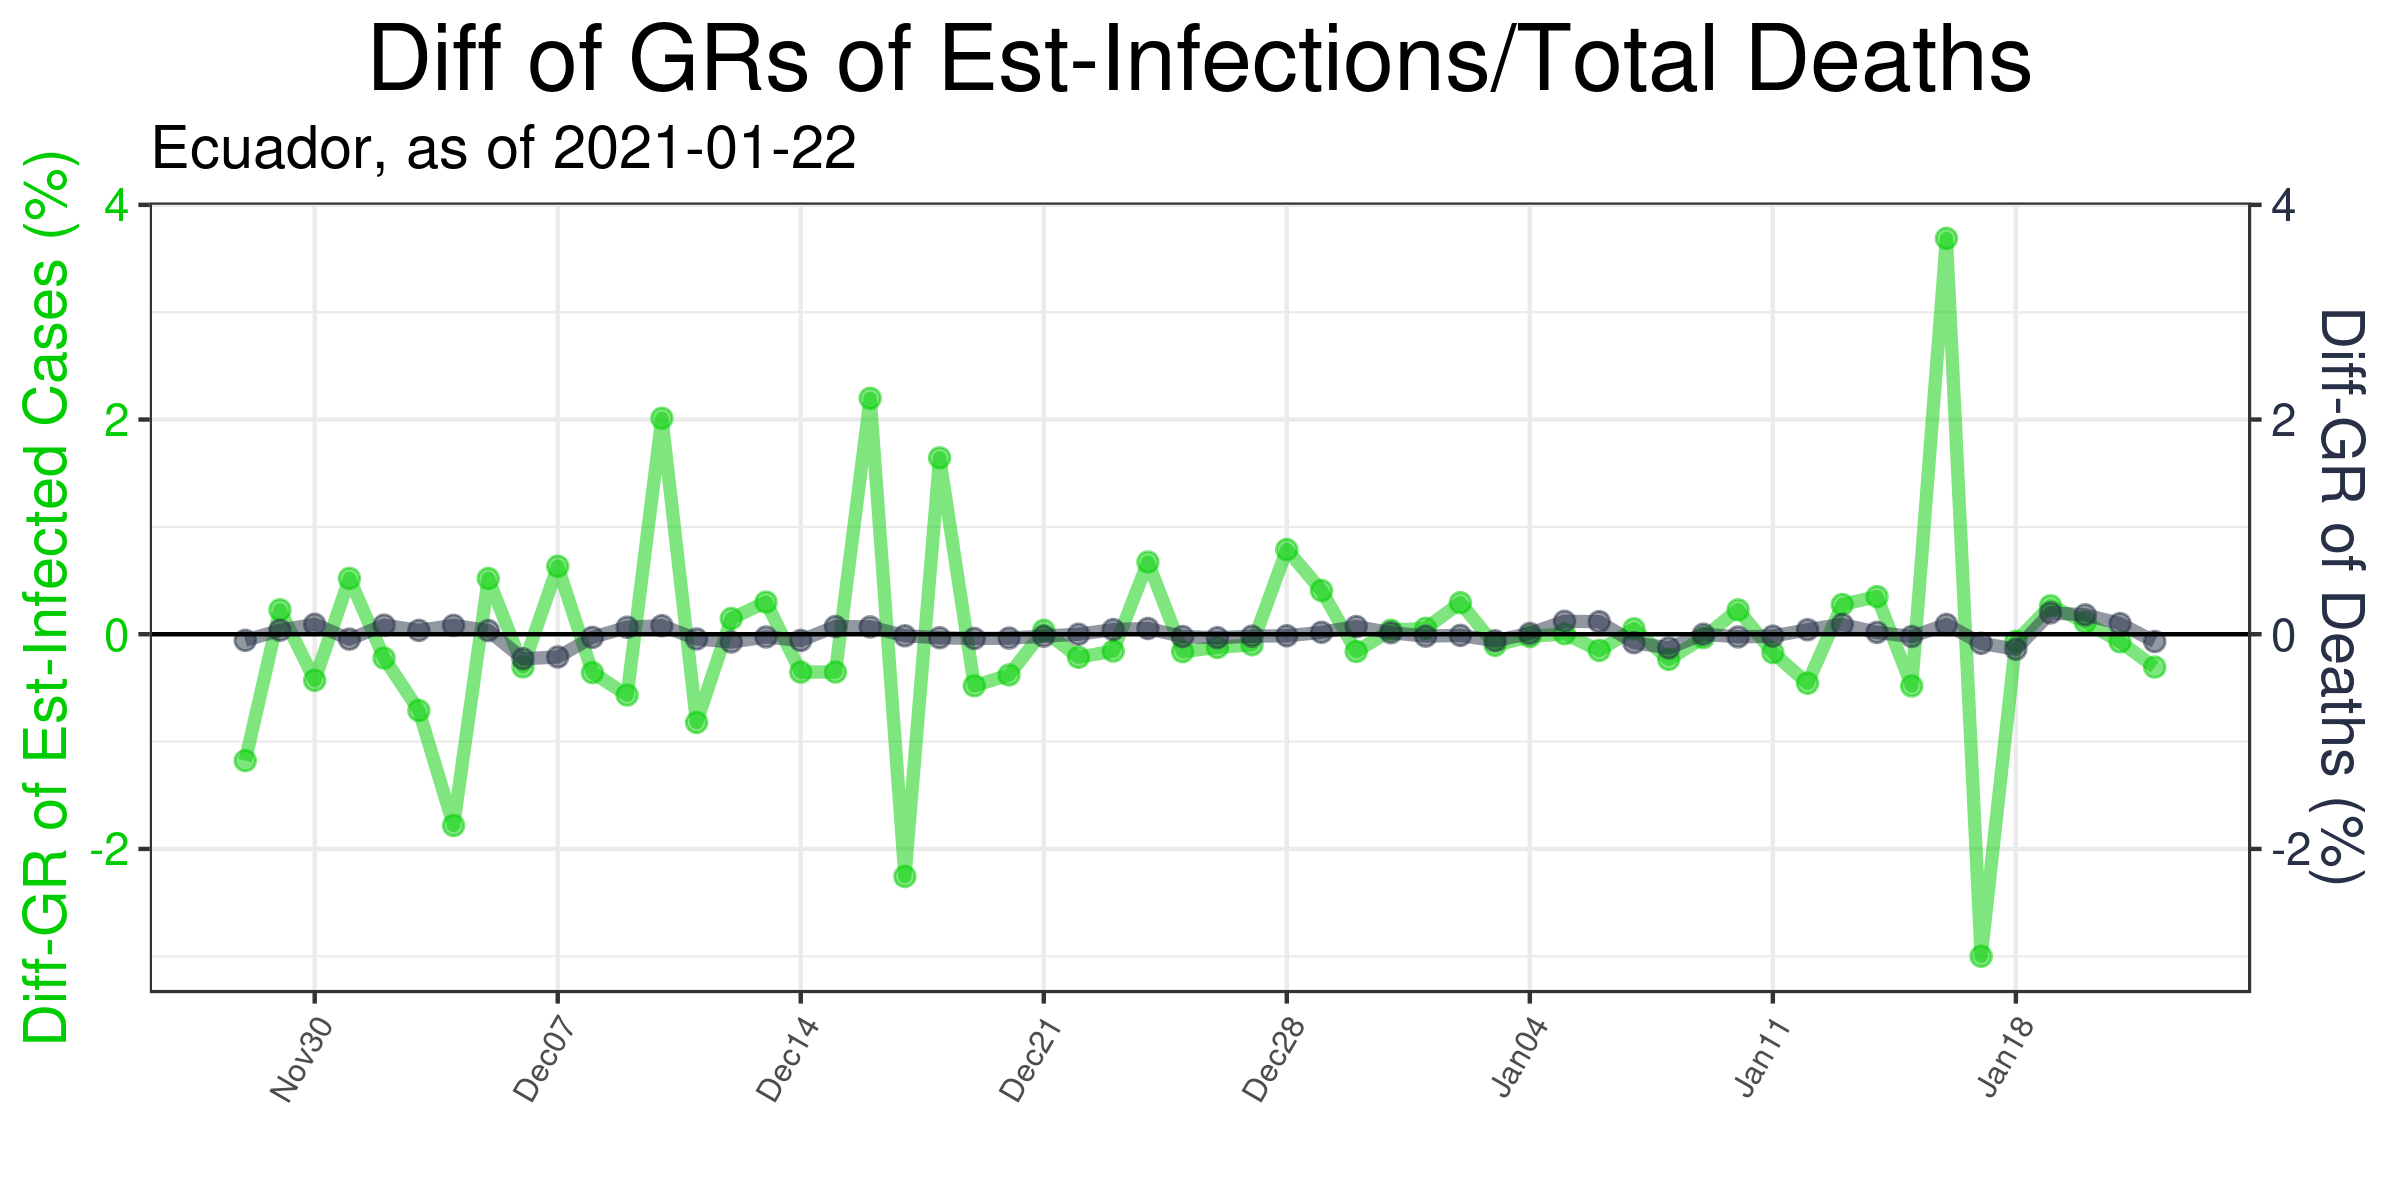 Diff of GRs of Est-Infections/Total Deaths
Ecuador, as of 2021-01-22
Diff-GR of Est-Infected Cases (%)
4
2
0
-2
4
2
0
-2
Diff-GR of Deaths (%)
Nov30
Dec07
Dec14
Dec21
Dec28
Jan04
Jan11
Jan18